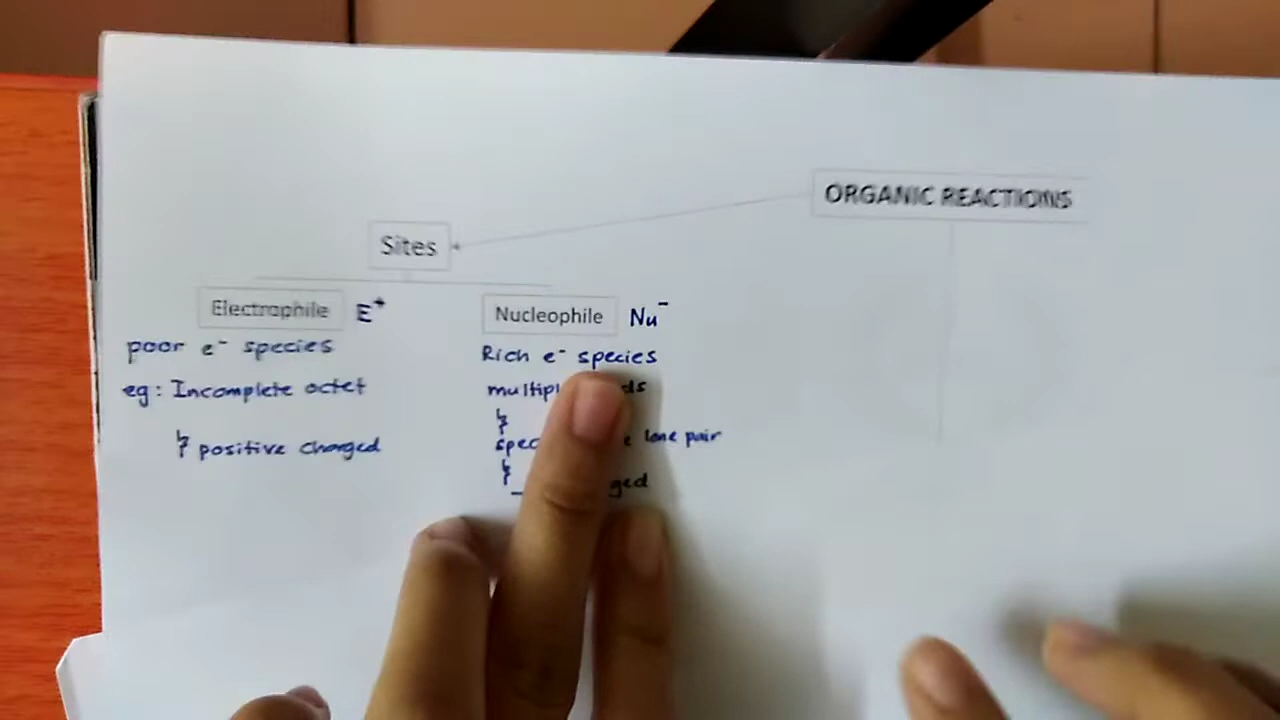 ORGANIC REACTIONS
Sites
Electrophile E⁺
poor e⁻ species
eg: Incomplete octet
positive charged
Nucleophile Nu⁻
Rich e⁻ species
lone pair